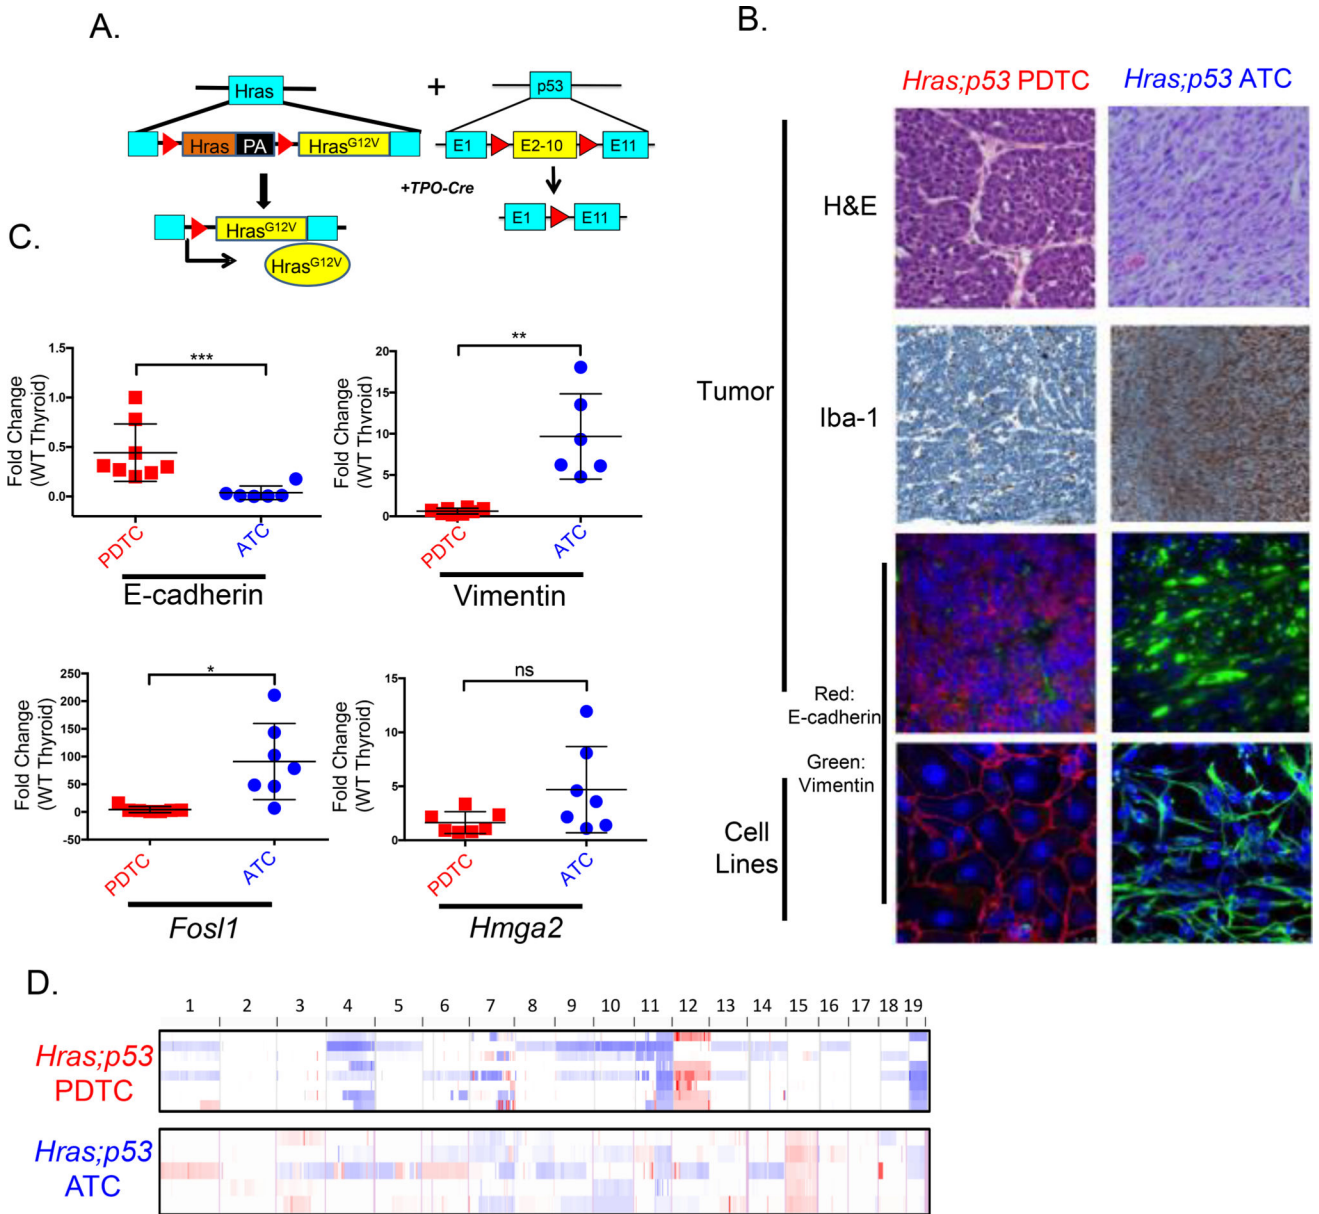 A.
Hras
+
p53
Hras PA HrasG12V
E1 E2-10 E11
+TPO-Cre
HrasG12V
E1 E11
HrasG12V
B.
Hras;p53 PDTC
Hras;p53 ATC
H&E
Tumor
Iba-1
Red:
E-cadherin
Green:
Vimentin
Cell
Lines
C.
Fold Change
(WT Thyroid)
1.5
1.0
0.5
0.0
***
PDTC
ATC
E-cadherin
Fold Change
(WT Thyroid)
20
15
10
5
0
**
PDTC
ATC
Vimentin
Fold Change
(WT Thyroid)
250
200
150
100
50
0
-50
*
PDTC
ATC
Fosl1
Fold Change
(WT Thyroid)
15
10
5
0
ns
PDTC
ATC
Hmga2
D.
1 2 3 4 5 6 7 8 9 10 11 12 13 14 15 16 17 18 19
Hras;p53
PDTC
Hras;p53
ATC